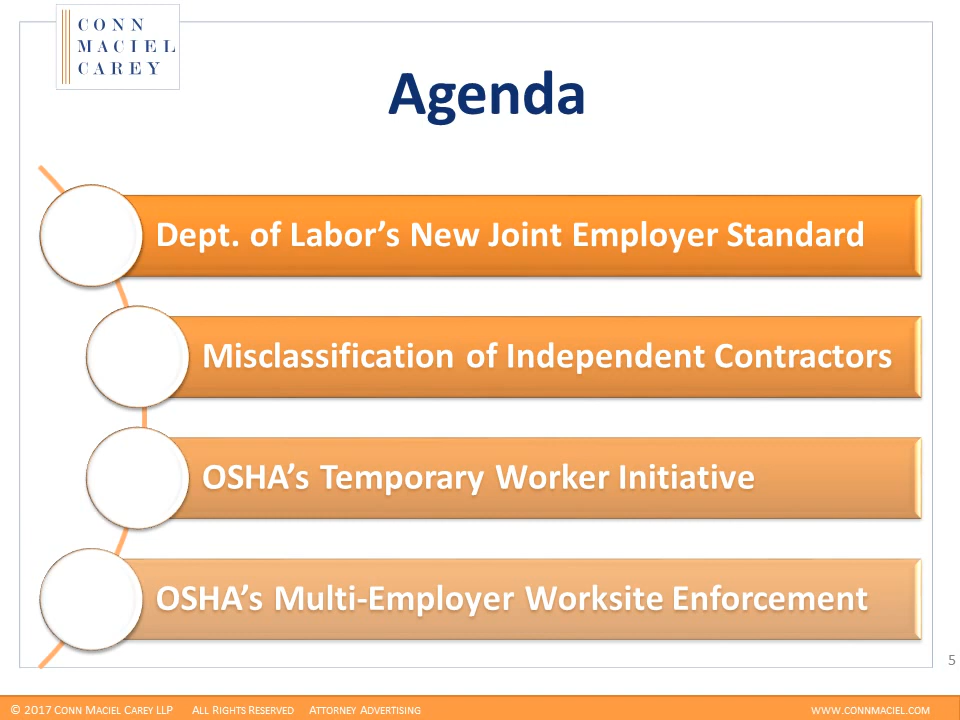 CONN
MACIEL
CAREY
Agenda
Dept. of Labor’s New Joint Employer Standard
Misclassification of Independent Contractors
OSHA’s Temporary Worker Initiative
OSHA’s Multi-Employer Worksite Enforcement
5
© 2017 CONN MACIEL CAREY LLP ALL RIGHTS RESERVED ATTORNEY ADVERTISING WWW.CONNMACIEL.COM